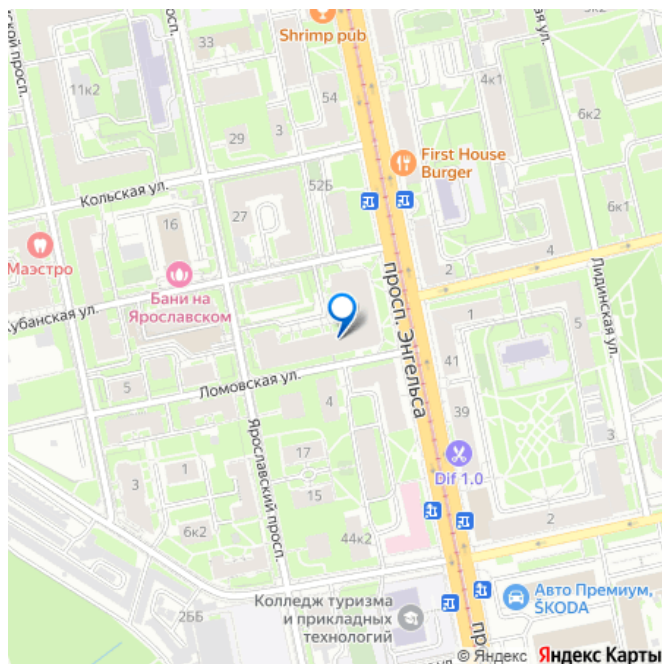 Shrimp pub
33
11к2
54
4к1
6к2
29
3
First House
Burger
Кольская ул.
52Б
16
27
6к1
Маэстро
Бани на
Ярославском
просп. Энгельса
2
4
Лидинская ул.
1
5
41
Ломовская ул.
5
4
39
Ярославский просп.
17
Dif 1.0
3
1
3
15
6к2
44к2
2
2ББ
Колледж туризма
и прикладных
технологий
Авто Премиум,
ŠKODA
© Яндекс Яндекс Карты